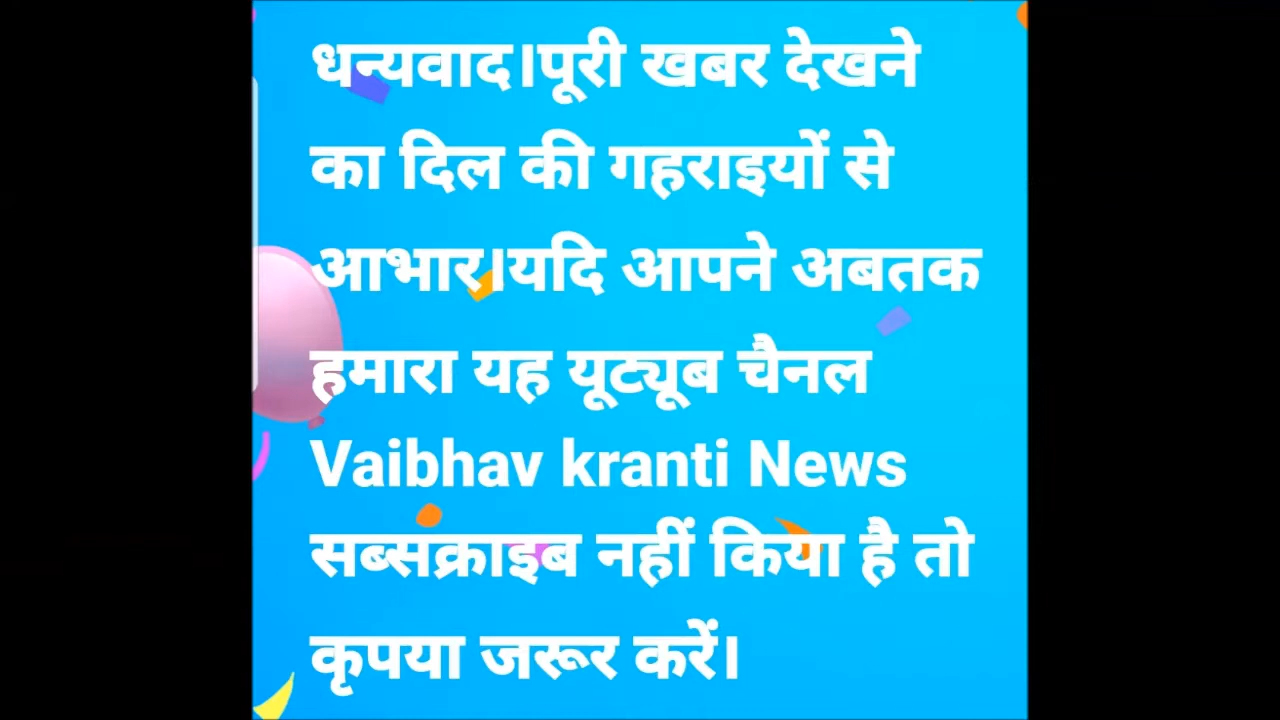 धन्यवाद।पूरी खबर देखने
का दिल की गहराइयों से
आभार।यदि आपने अबतक
हमारा यह यूट्यूब चैनल
Vaibhav kranti News
सब्सक्राइब नहीं किया है तो
कृपया जरूर करें।